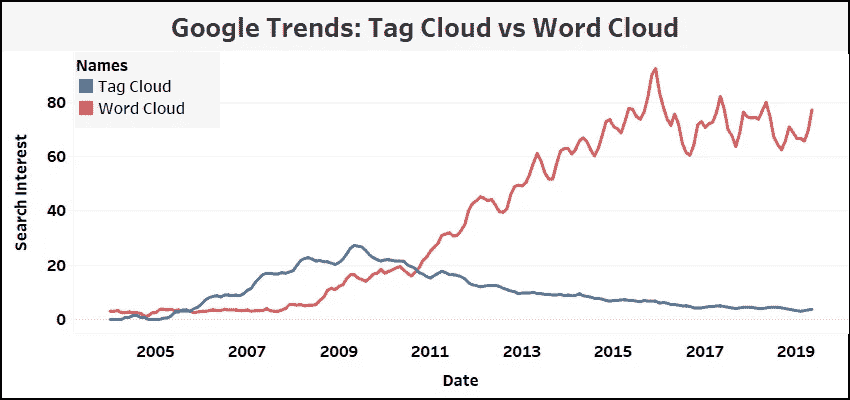 Google Trends: Tag Cloud vs Word Cloud
Names
Tag Cloud
Word Cloud
Search Interest
80
60
40
20
0
2005 2007 2009 2011 2013 2015 2017 2019
Date